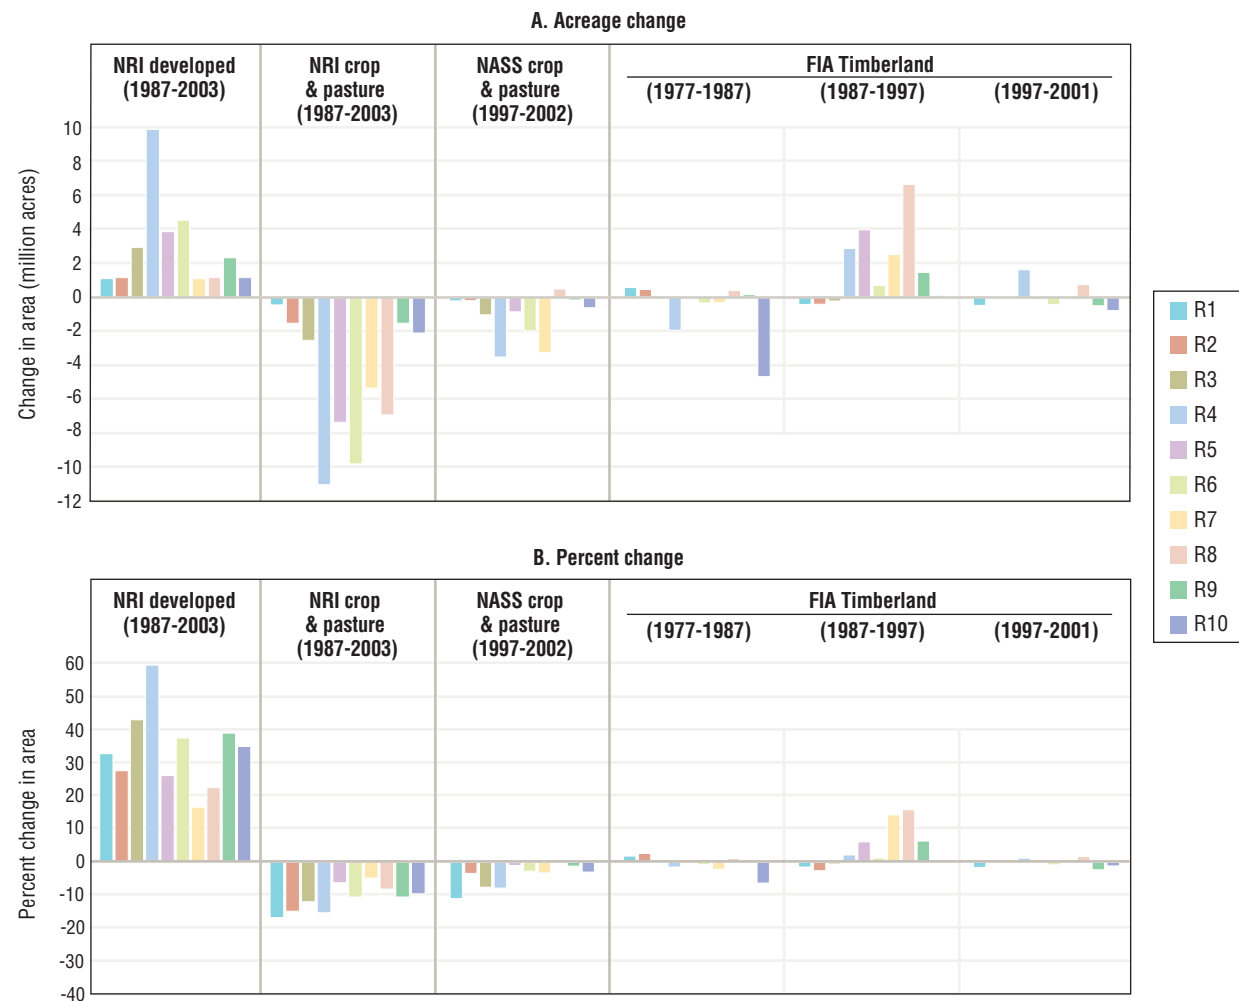 A. Acreage change
NRI developed
(1987-2003)
NRI crop
& pasture
(1987-2003)
NASS crop
& pasture
(1997-2002)
FIA Timberland
(1977-1987)
(1987-1997)
(1997-2001)
Change in area (million acres)
10
8
6
4
2
0
-2
-4
-6
-8
-10
-12
B. Percent change
NRI developed
(1987-2003)
NRI crop
& pasture
(1987-2003)
NASS crop
& pasture
(1997-2002)
FIA Timberland
(1977-1987)
(1987-1997)
(1997-2001)
Percent change in area
60
50
40
30
20
10
0
-10
-20
-30
-40
R1
R2
R3
R4
R5
R6
R7
R8
R9
R10